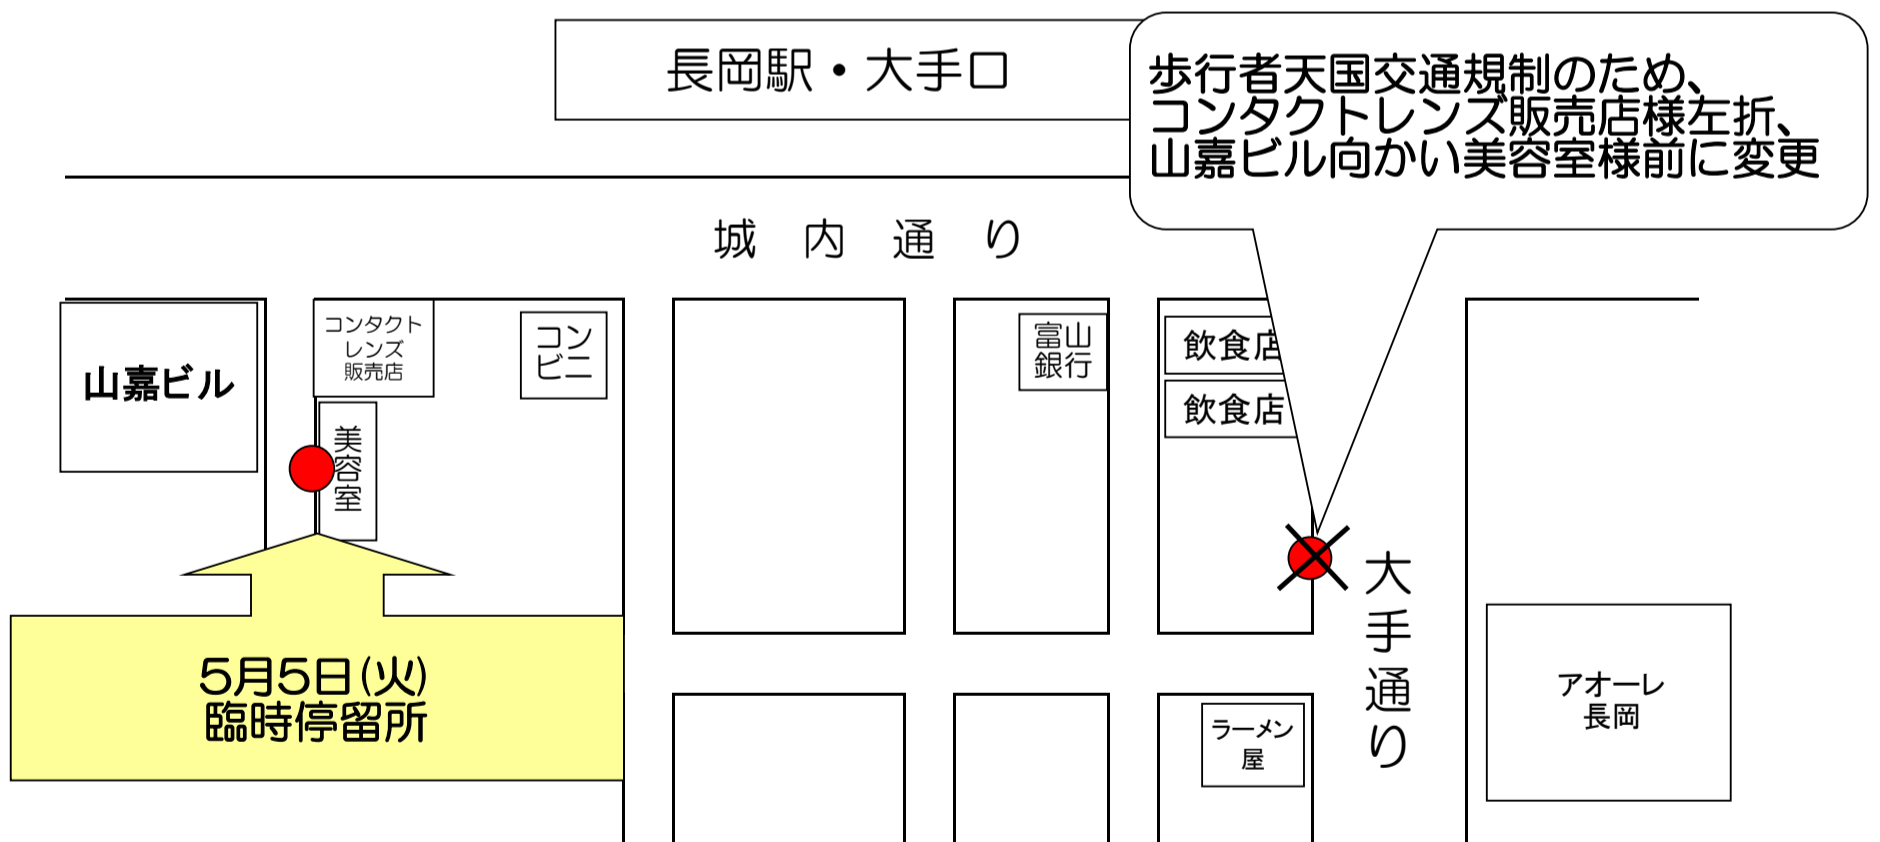 長岡駅・大手口
歩行者天国交通規制のため、
コンタクトレンズ販売店様左折、
山嘉ビル向かい美容室様前に変更
城内通り
山嘉ビル
コンタクト
レンズ
販売店
コン
ビニ
富山
銀行
飲食店
飲食店
美容室
大手通り
5月5日(火)
臨時停留所
ラーメン
屋
アオーレ
長岡